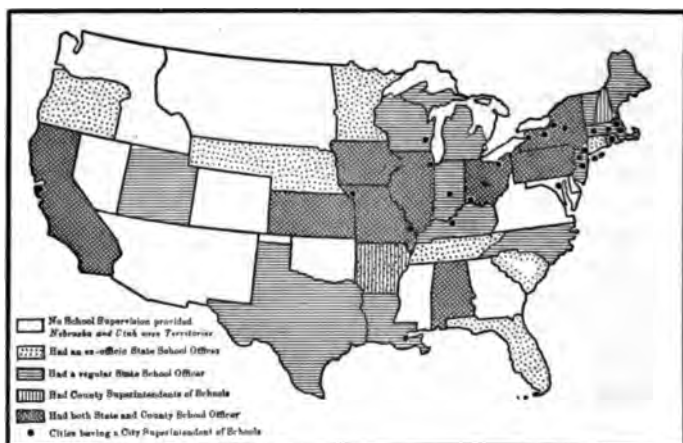 No School Supervision provided
Nebraska and Utah were Territories
Had an ex-officio State School Officer
Had a regular State School Officer
Had County Superintendents of Schools
Had both State and County School Officer
Cities having a City Superintendent of Schools